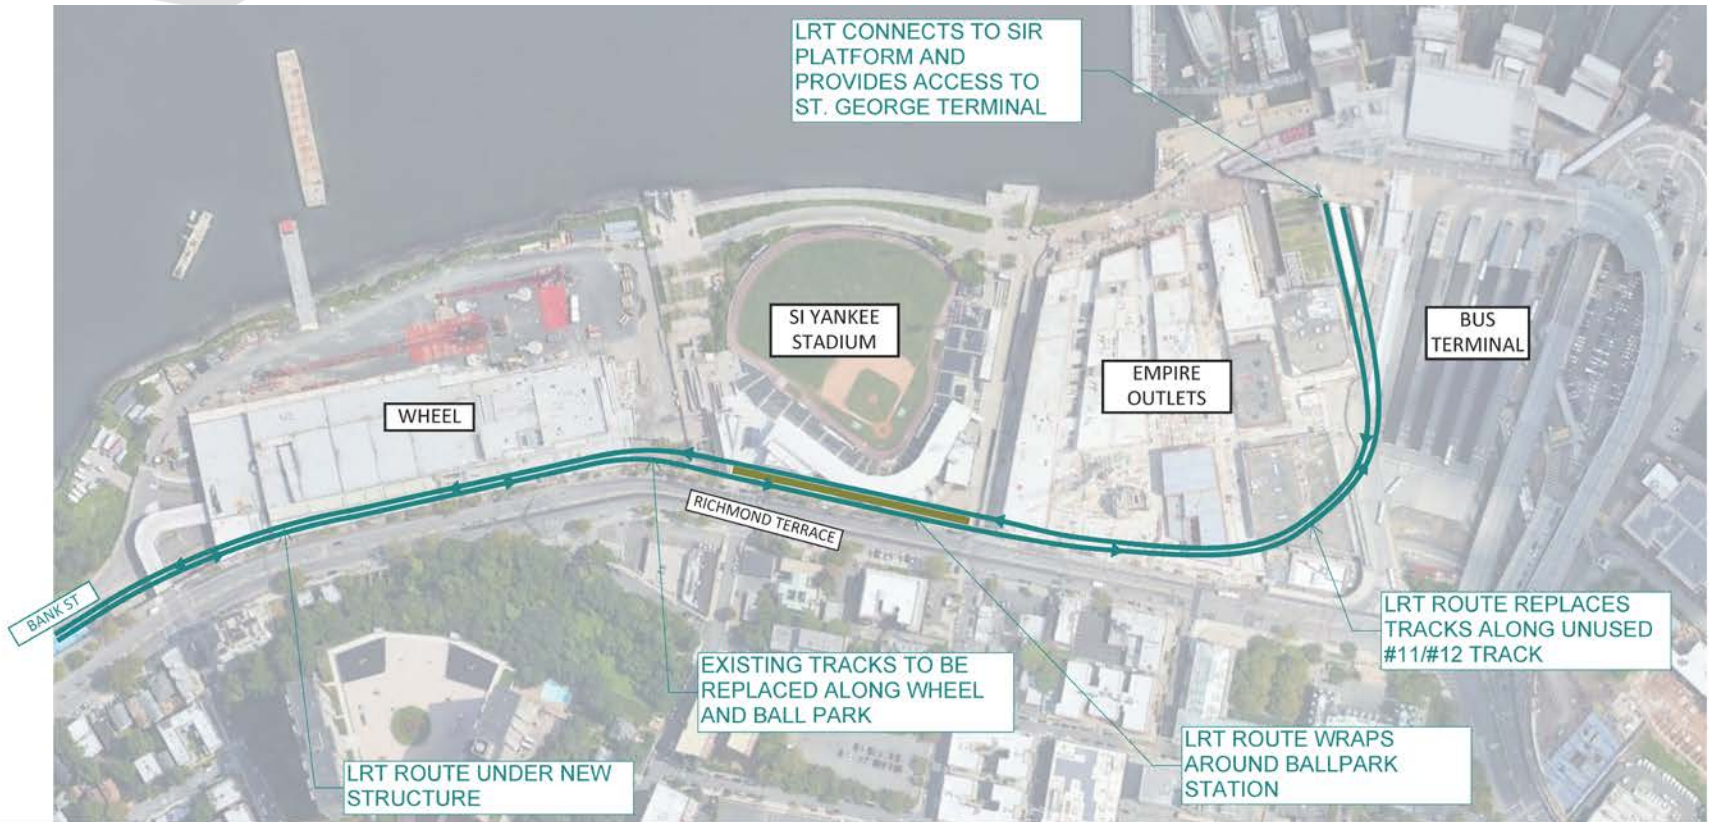 LRT CONNECTS TO SIR
PLATFORM AND
PROVIDES ACCESS TO
ST. GEORGE TERMINAL
SI YANKEE
STADIUM
BUS
TERMINAL
EMPIRE
OUTLETS
WHEEL
RICHMOND TERRACE
BANK ST
LRT ROUTE REPLACES
TRACKS ALONG UNUSED
#11/#12 TRACK
EXISTING TRACKS TO BE
REPLACED ALONG WHEEL
AND BALL PARK
LRT ROUTE WRAPS
AROUND BALLPARK
STATION
LRT ROUTE UNDER NEW
STRUCTURE